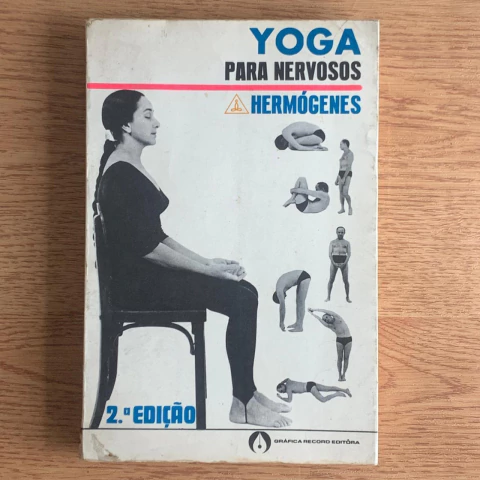 YOGA
PARA NERVOSOS
HERMÓGENES
2.ª EDIÇÃO
GRÁFICA RECORD EDITÔRA